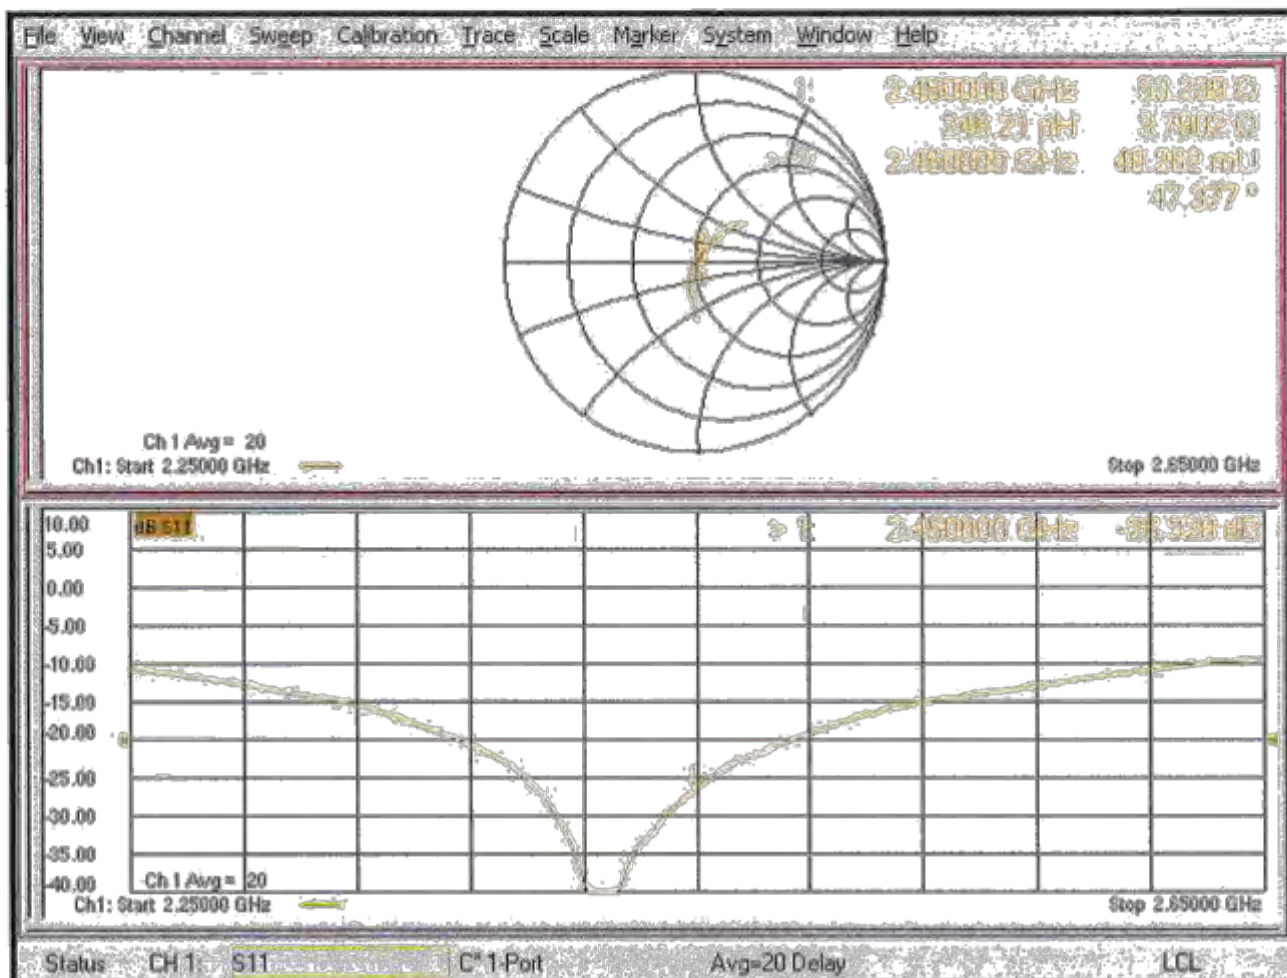 File View Channel Sweep Calibration Trace Scale Marker System Window Help
2.450000 GHz
pH
2.450000 GHz mU
47.377 °
Ch 1 Avg = 20
Ch1: Start 2.25000 GHz
Stop 2.65000 GHz
10.00
dB S11
2.450000 GHz
5.00
0.00
-5.00
-10.00
-15.00
-20.00
-25.00
-30.00
-35.00
-40.00
Ch 1 Avg = 20
Ch1: Start 2.25000 GHz
Stop 2.65000 GHz
Status CH 1: S11 C* 1-Port Avg=20 Delay LCL